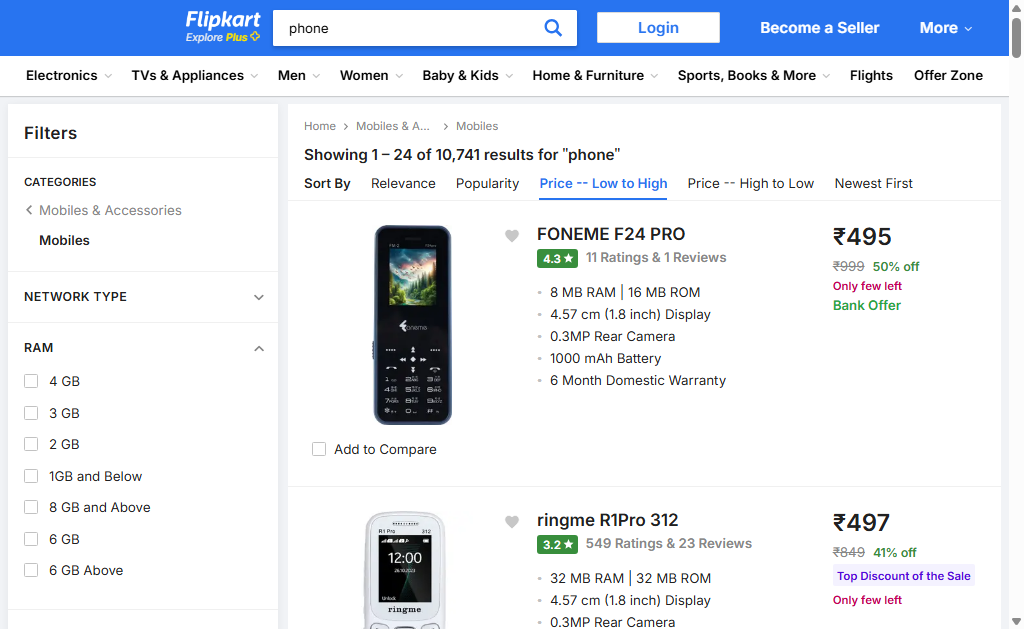 Flipkart
Explore Plus
phone
Login
Become a Seller
More
Electronics
TVs & Appliances
Men
Women
Baby & Kids
Home & Furniture
Sports, Books & More
Flights
Offer Zone
Filters
CATEGORIES
Mobiles & Accessories
Mobiles
NETWORK TYPE
RAM
4 GB
3 GB
2 GB
1GB and Below
8 GB and Above
6 GB
6 GB Above
Home
Mobiles & A...
Mobiles
Showing 1 – 24 of 10,741 results for "phone"
Sort By
Relevance
Popularity
Price -- Low to High
Price -- High to Low
Newest First
foneme
Add to Compare
FONEME F24 PRO
4.3★ 11 Ratings & 1 Reviews
8 MB RAM | 16 MB ROM
4.57 cm (1.8 inch) Display
0.3MP Rear Camera
1000 mAh Battery
6 Month Domestic Warranty
₹495
₹999 50% off
Only few left
Bank Offer
R1 Pro 312
12:00
Unlock
ringme
ringme R1Pro 312
3.2★ 549 Ratings & 23 Reviews
32 MB RAM | 32 MB ROM
4.57 cm (1.8 inch) Display
0.3MP Rear Camera
₹497
₹849 41% off
Top Discount of the Sale
Only few left